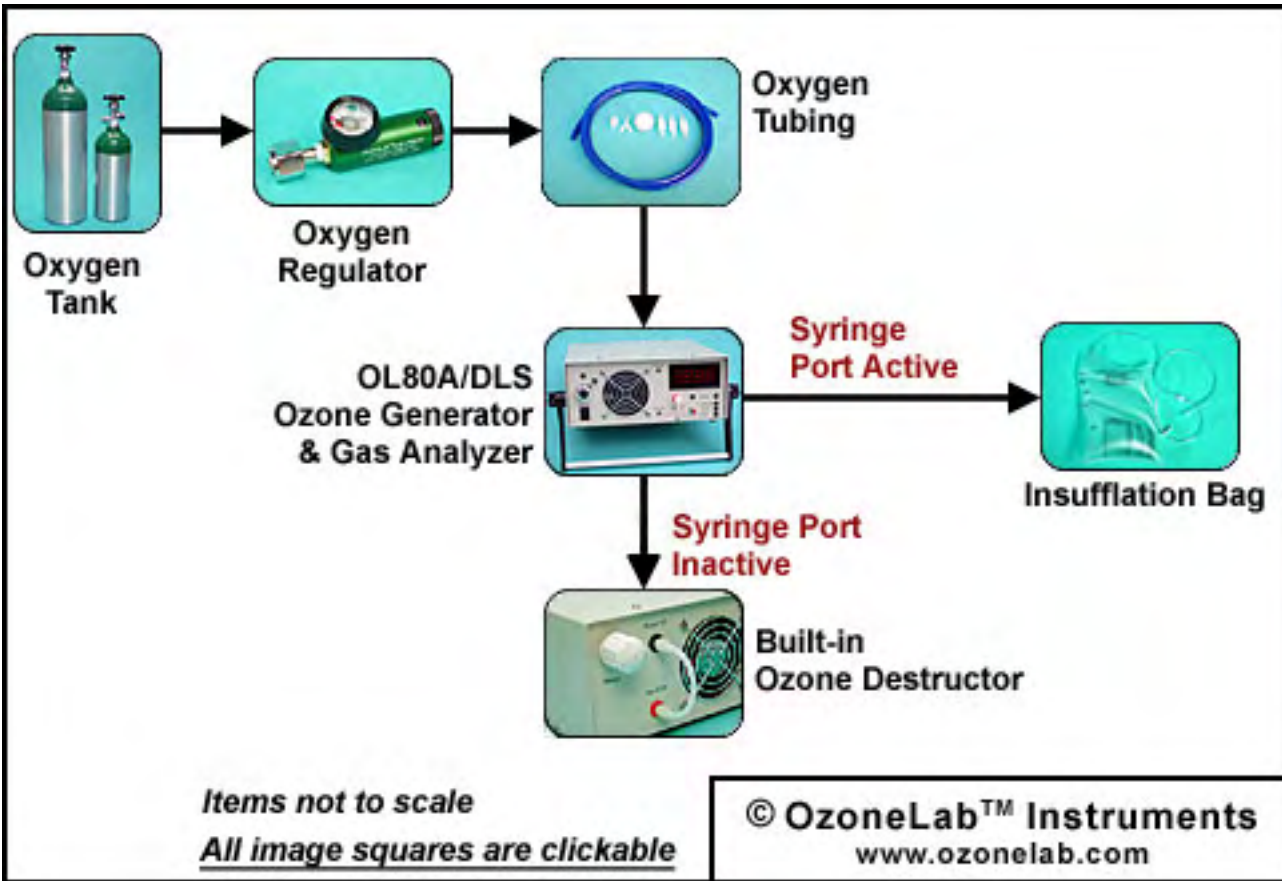 Oxygen
Tank
Oxygen
Regulator
Oxygen
Tubing
OL80A/DLS
Ozone Generator
& Gas Analyzer
Syringe
Port Active
Insufflation Bag
Syringe Port
Inactive
Built-in
Ozone Destructor
Items not to scale
All image squares are clickable
© OzoneLab™ Instruments
www.ozonelab.com